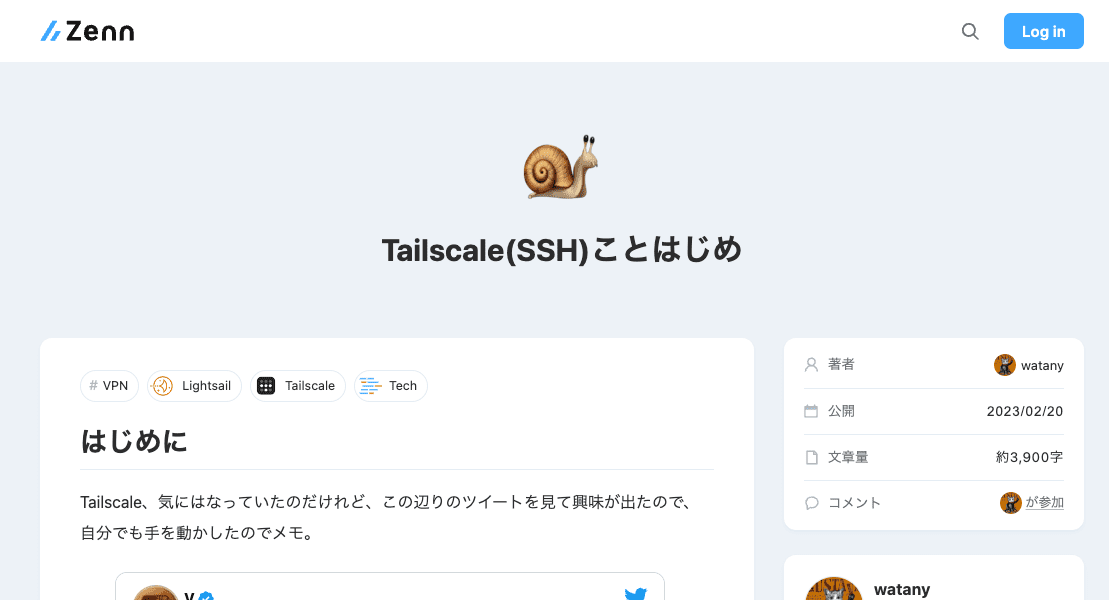 Zenn
Log in
Tailscale(SSH)ことはじめ
# VPN
Lightsail
Tailscale
Tech
はじめに
Tailscale、気にはなっていたのだけれど、この辺りのツイートを見て興味が出たので、
自分でも手を動かしたのでメモ。
著者
watany
公開
2023/02/20
文章量
約3,900字
コメント
が参加
watany